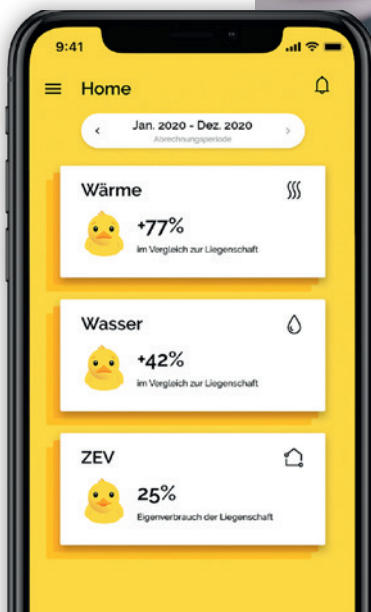 9:41
Home
Jan. 2020 - Dez. 2020
Abrechnungsperiode
Wärme
+77%
im Vergleich zur Liegenschaft
Wasser
+42%
im Vergleich zur Liegenschaft
ZEV
25%
Eigenverbrauch der Liegenschaft